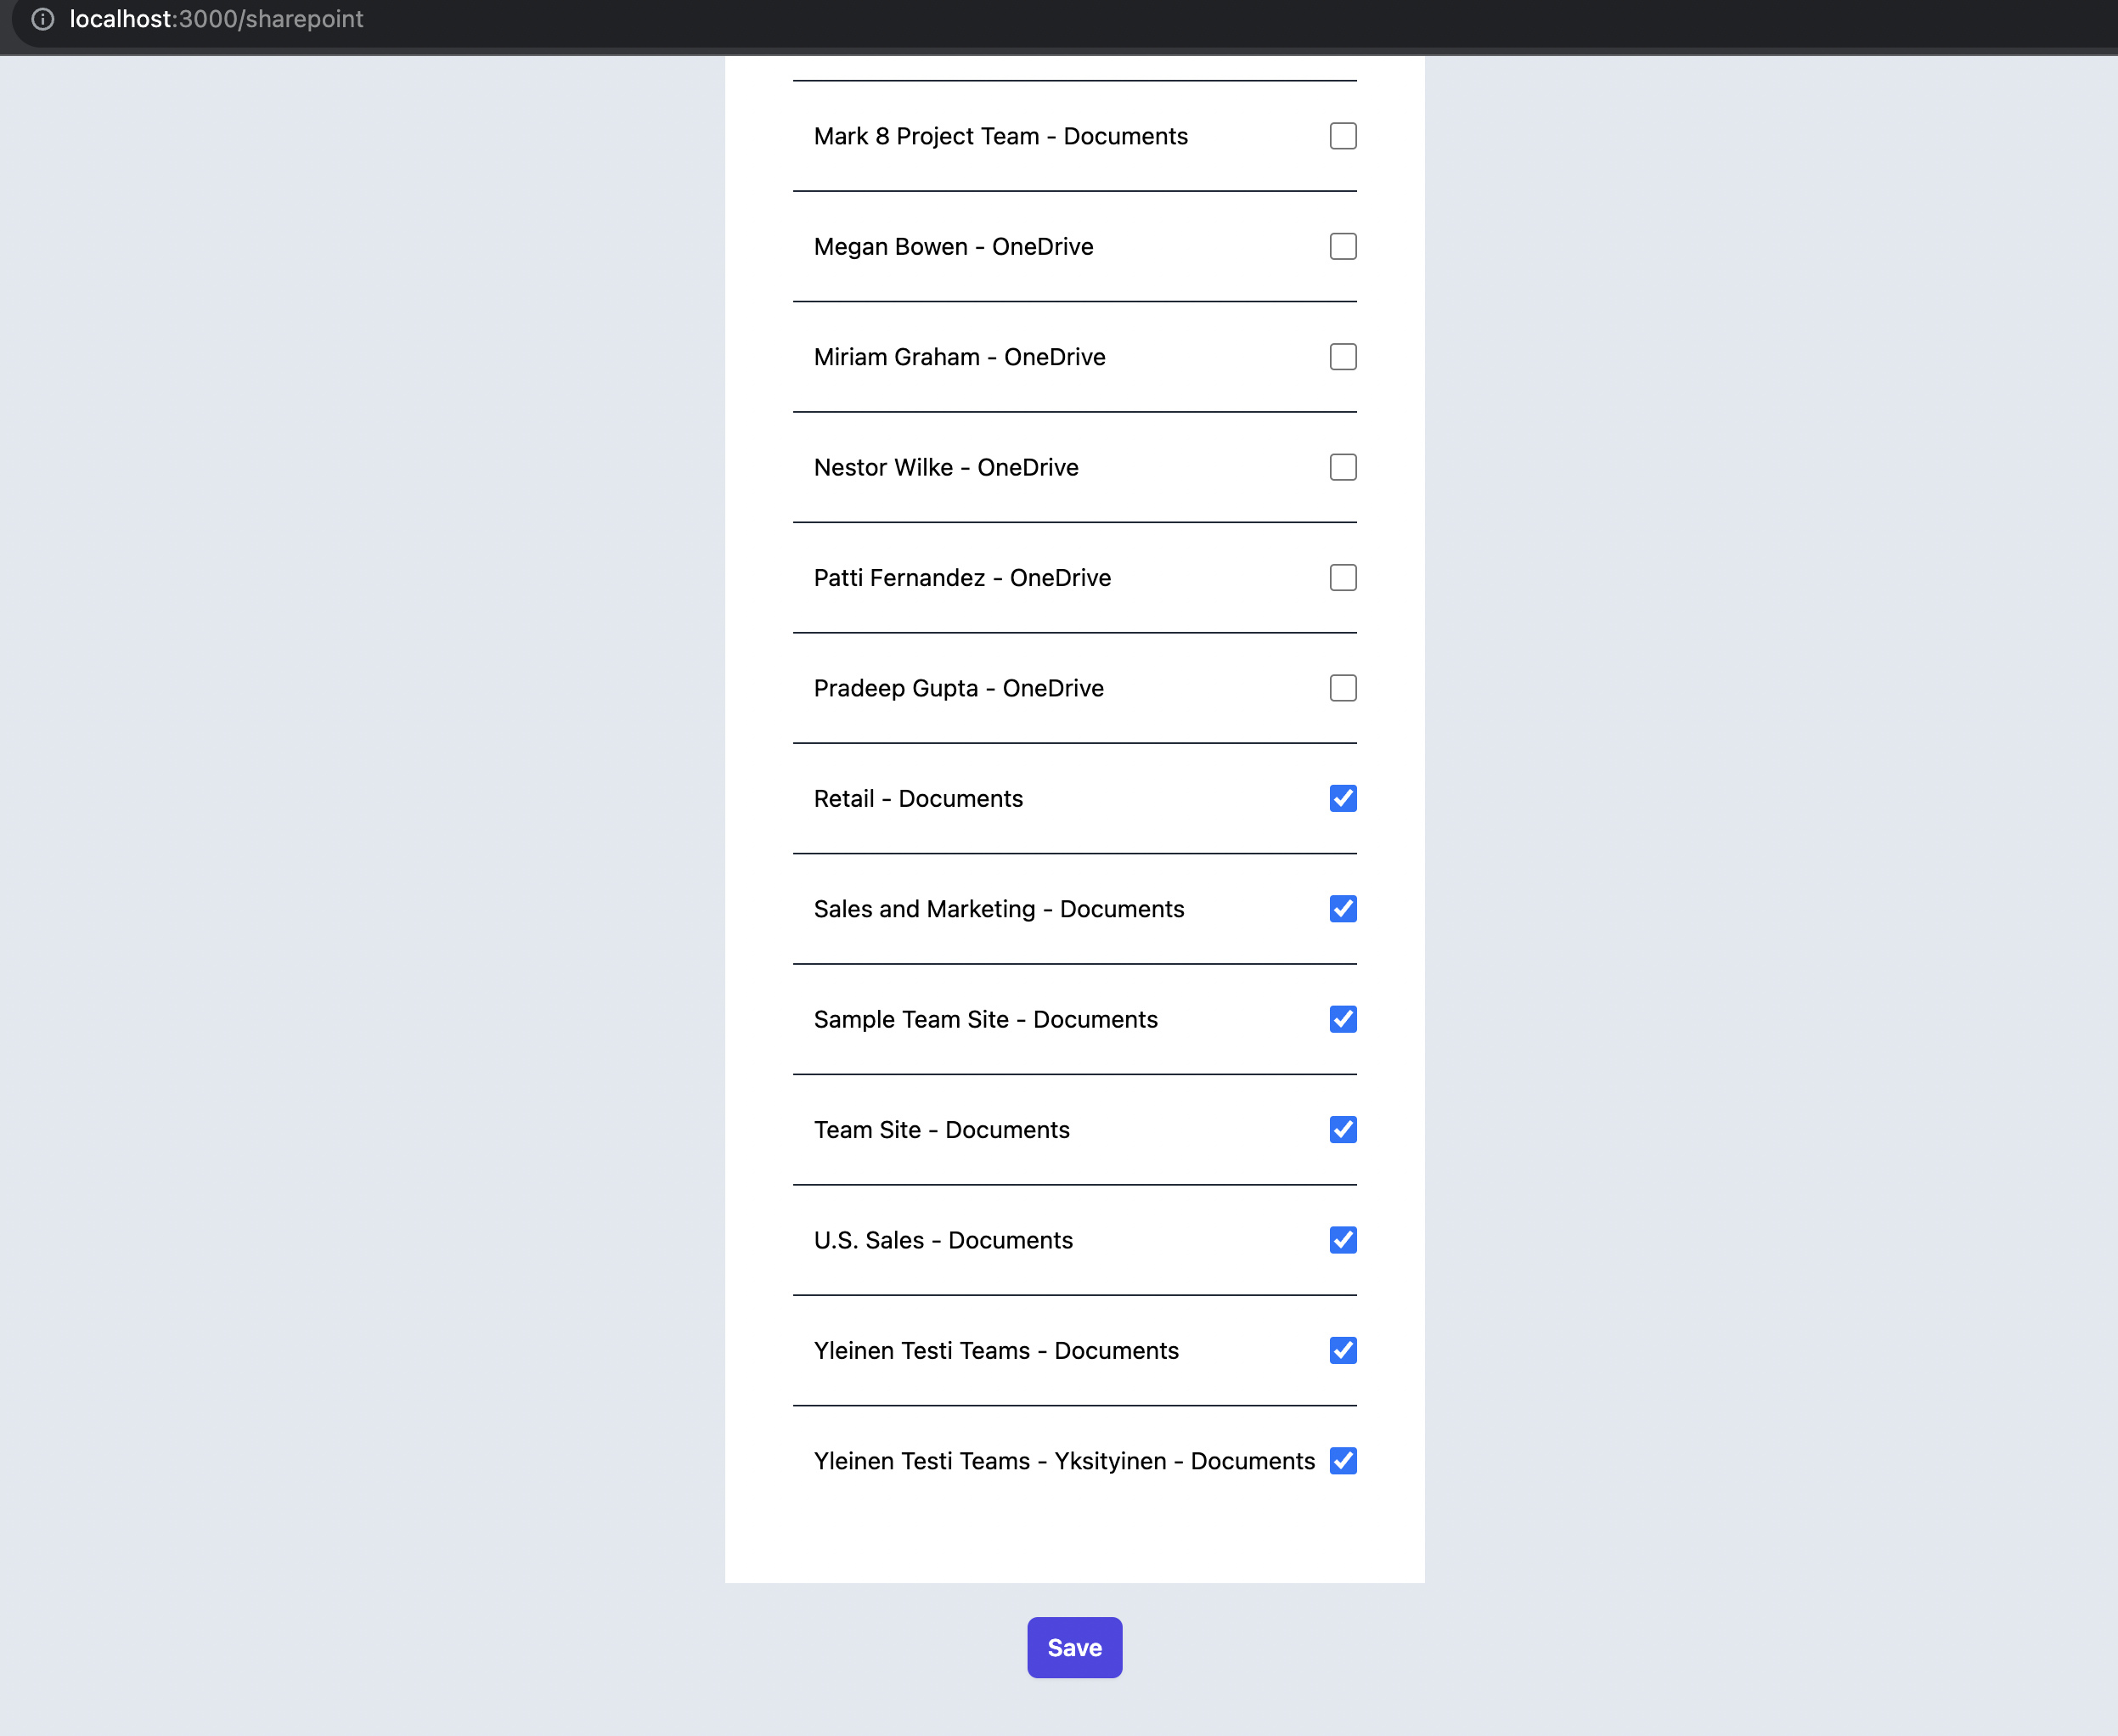 localhost:3000/sharepoint
Mark 8 Project Team - Documents
Megan Bowen - OneDrive
Miriam Graham - OneDrive
Nestor Wilke - OneDrive
Patti Fernandez - OneDrive
Pradeep Gupta - OneDrive
Retail - Documents
Sales and Marketing - Documents
Sample Team Site - Documents
Team Site - Documents
U.S. Sales - Documents
Yleinen Testi Teams - Documents
Yleinen Testi Teams - Yksityinen - Documents
Save